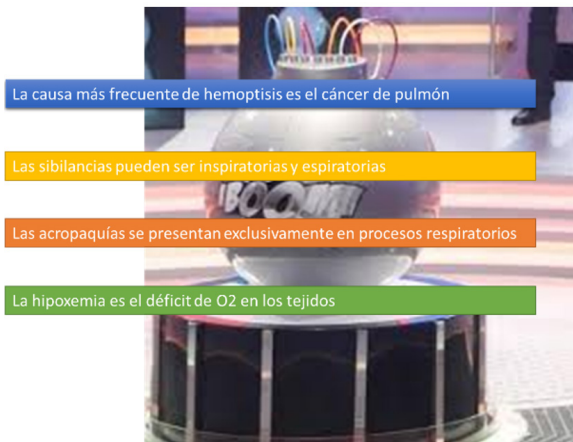 La causa más frecuente de hemoptisis es el cáncer de pulmón
Las sibilancias pueden ser inspiratorias y espiratorias
¡BOOM!
Las acropaquías se presentan exclusivamente en procesos respiratorios
La hipoxemia es el déficit de O2 en los tejidos